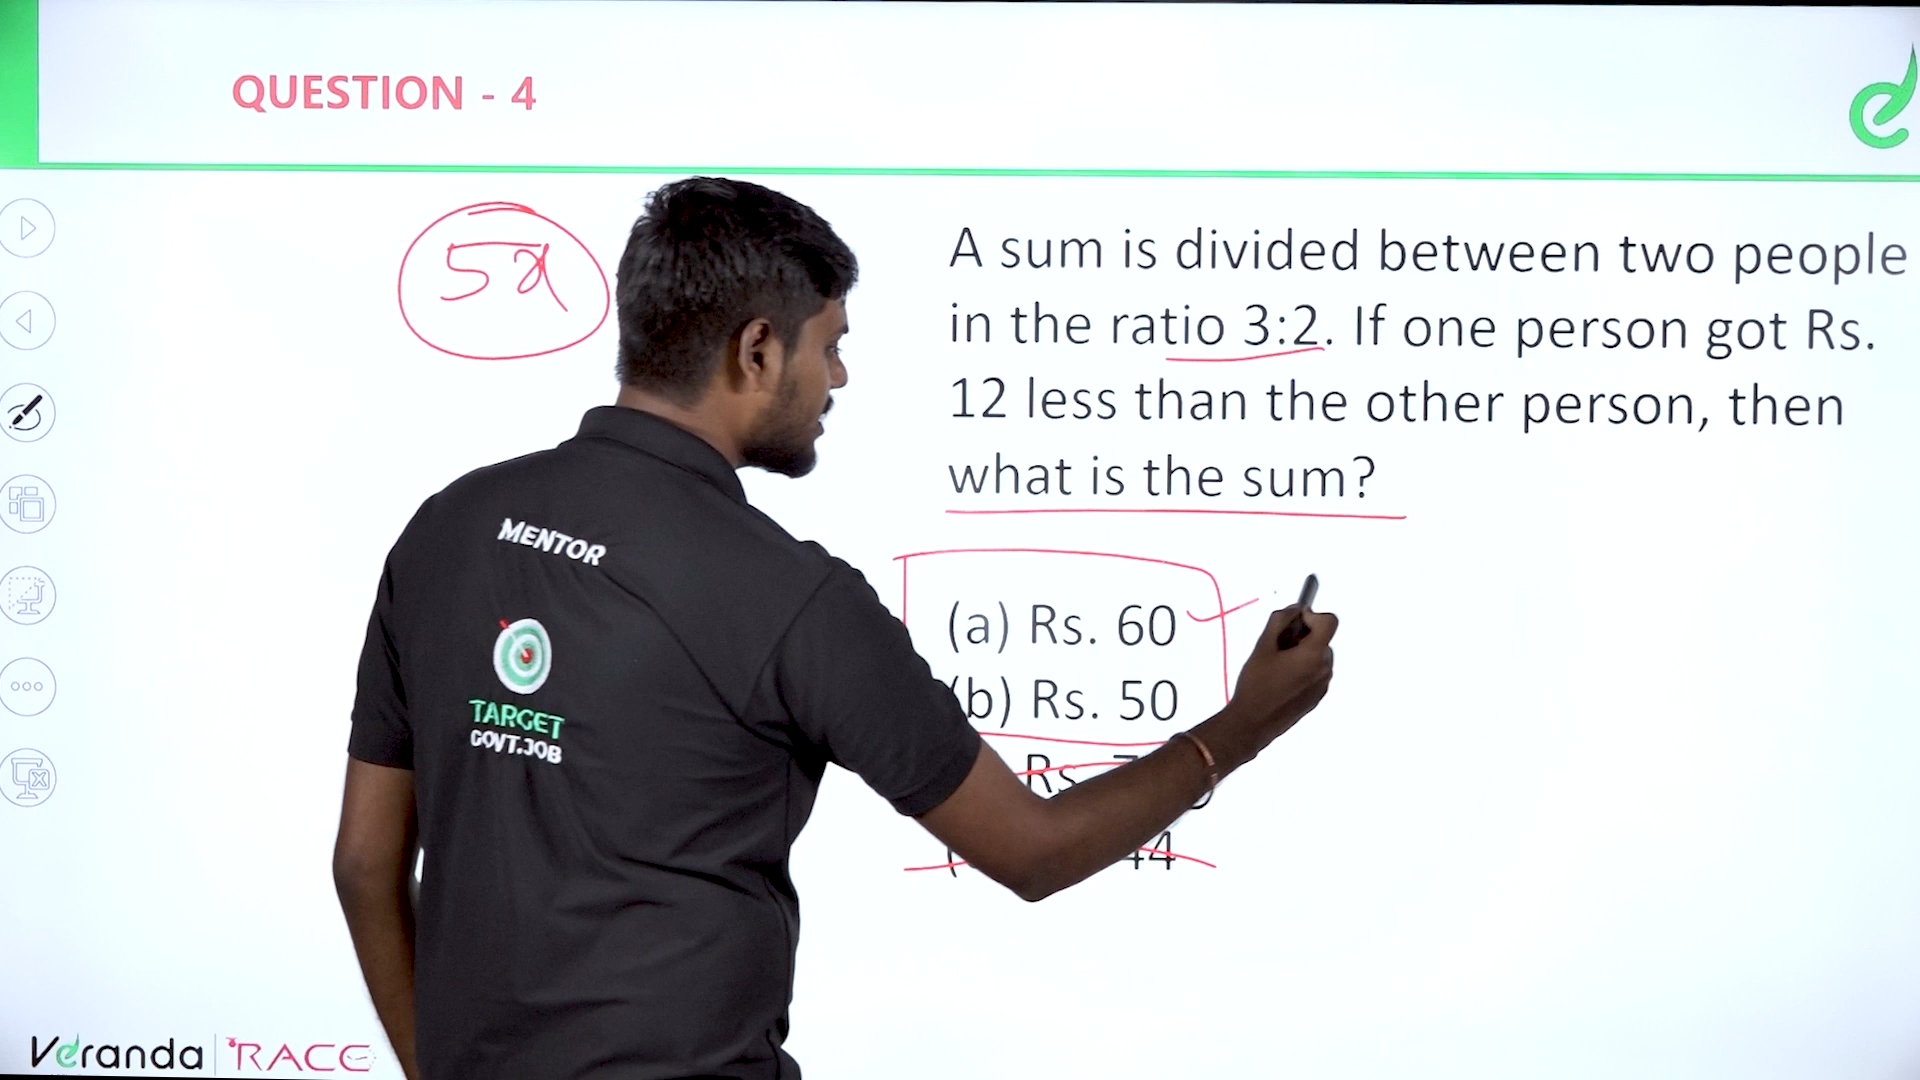 QUESTION - 4
5x
A sum is divided between two people
in the ratio 3:2. If one person got Rs.
12 less than the other person, then
what is the sum?
(a) Rs. 60
(b) Rs. 50
Rs.
44
MENTOR
TARGET
GOVT.JOB
Veranda RACE